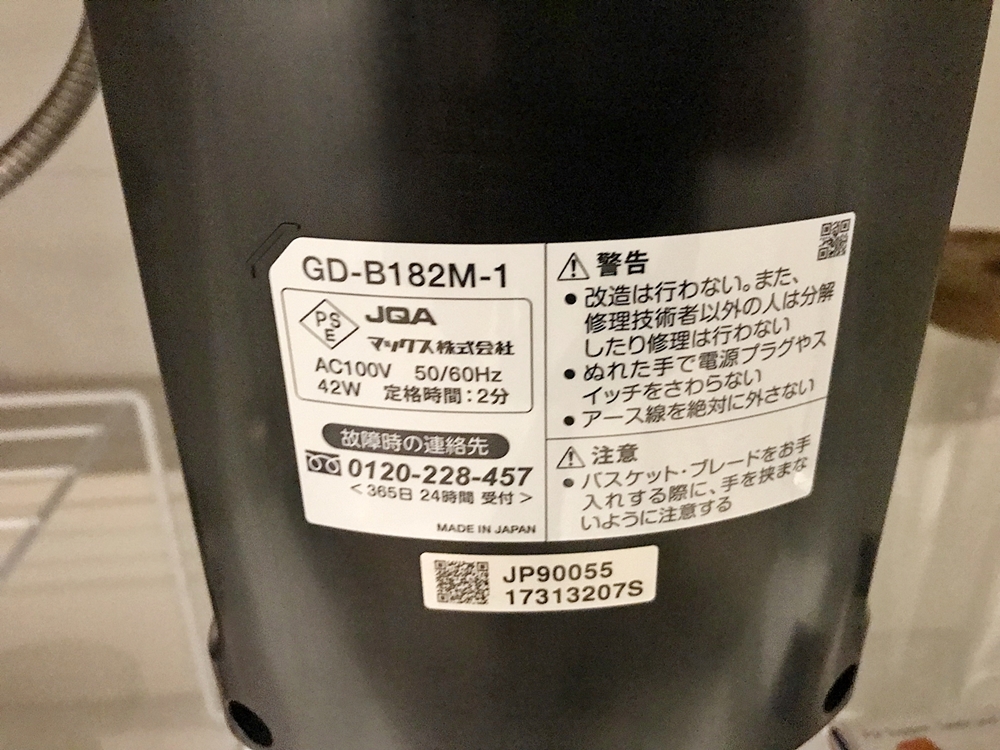 GD-B182M-1
PSE
JQA
マックス株式会社
AC100V 50/60Hz
42W 定格時間：2分
故障時の連絡先
0120-228-457
＜365日 24時間 受付＞
MADE IN JAPAN
警告
●改造は行わない。また、
修理技術者以外の人は分解
したり修理は行わない
●ぬれた手で電源プラグやス
イッチをさわらない
●アース線を絶対に外さない
注意
●バスケット・ブレードをお手
入れする際に、手を挟まな
いように注意する
JP90055
17313207S